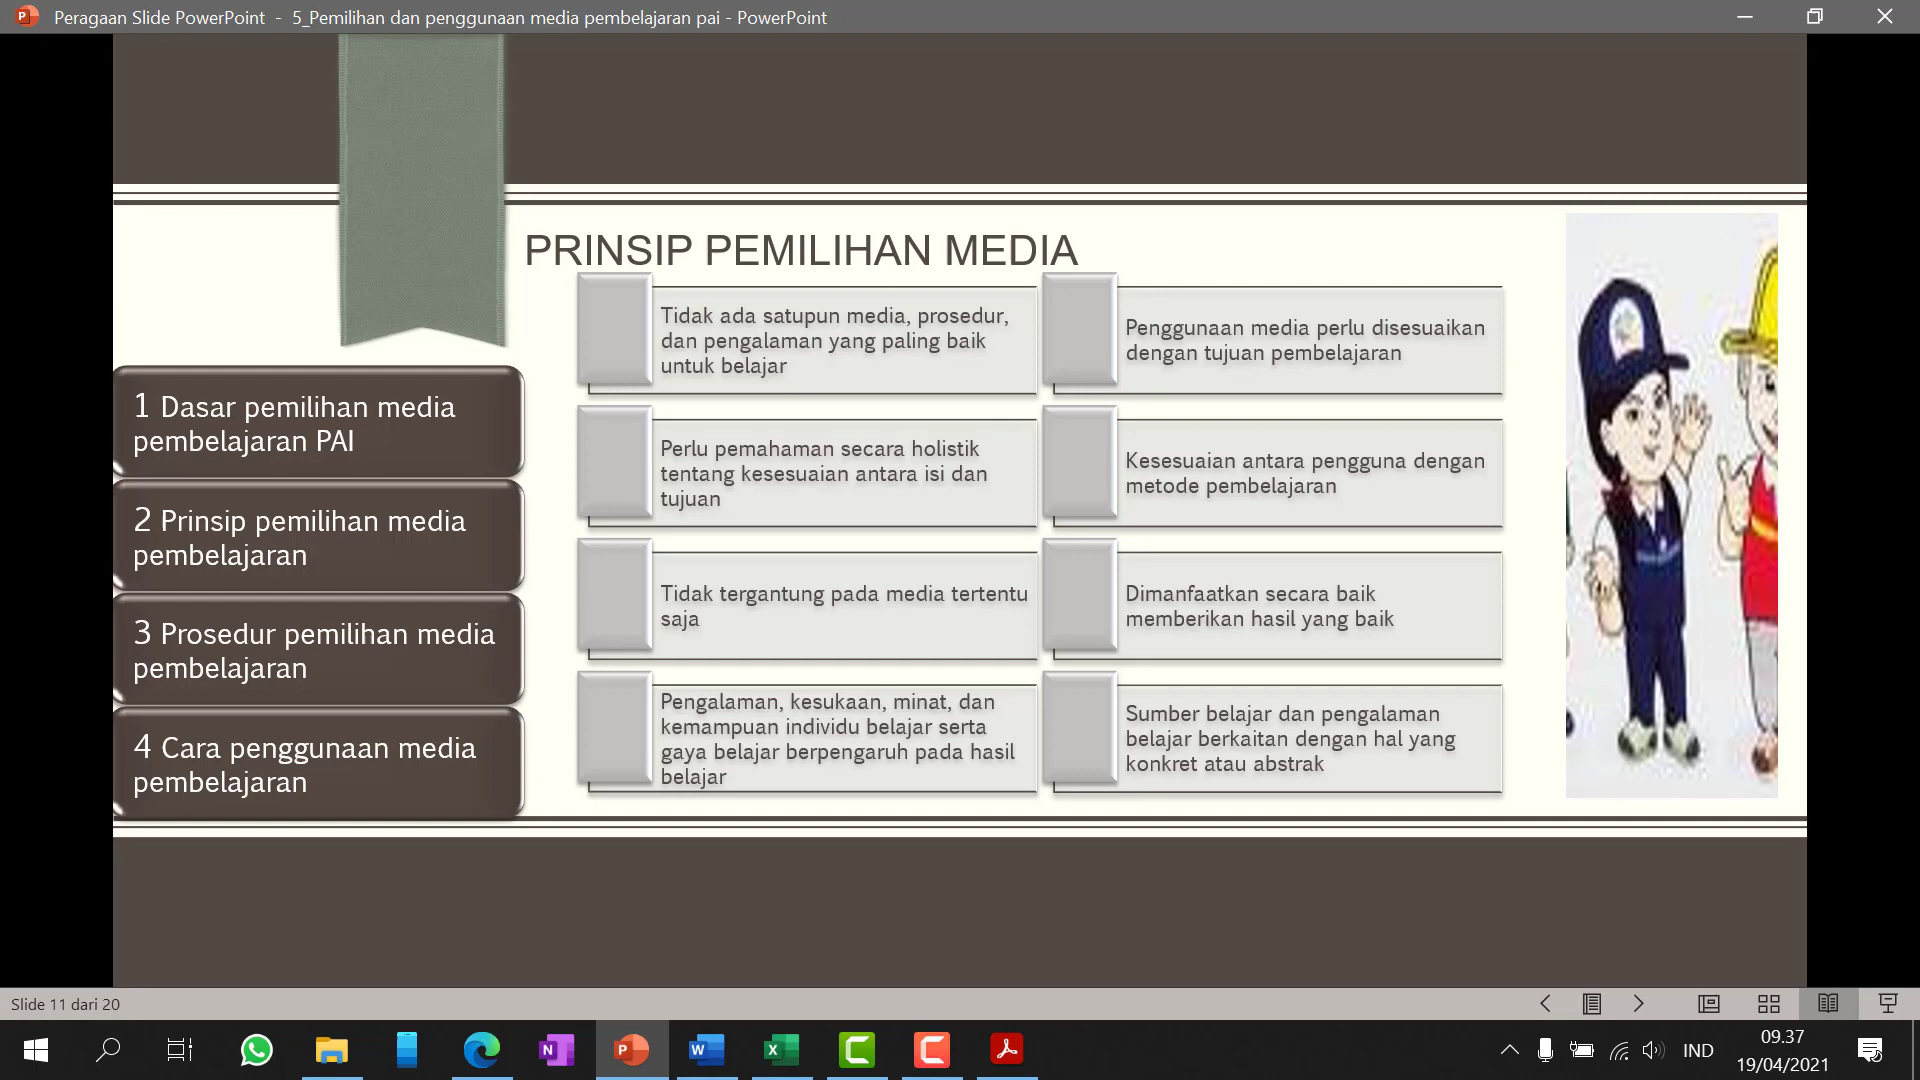 Peragaan Slide PowerPoint - 5_Pemilihan dan penggunaan media pembelajaran pai - PowerPoint
PRINSIP PEMILIHAN MEDIA
1 Dasar pemilihan media
pembelajaran PAI
2 Prinsip pemilihan media
pembelajaran
3 Prosedur pemilihan media
pembelajaran
4 Cara penggunaan media
pembelajaran
Tidak ada satupun media, prosedur,
dan pengalaman yang paling baik
untuk belajar
Penggunaan media perlu disesuaikan
dengan tujuan pembelajaran
Perlu pemahaman secara holistik
tentang kesesuaian antara isi dan
tujuan
Kesesuaian antara pengguna dengan
metode pembelajaran
Tidak tergantung pada media tertentu
saja
Dimanfaatkan secara baik
memberikan hasil yang baik
Pengalaman, kesukaan, minat, dan
kemampuan individu belajar serta
gaya belajar berpengaruh pada hasil
belajar
Sumber belajar dan pengalaman
belajar berkaitan dengan hal yang
konkret atau abstrak
Slide 11 dari 20
IND
09.37
19/04/2021